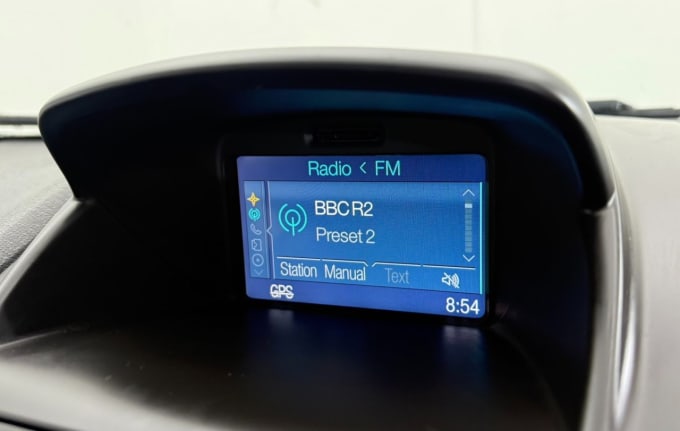 Radio < FM
BBC R2
Preset 2
Station Manual Text
GPS
8:54